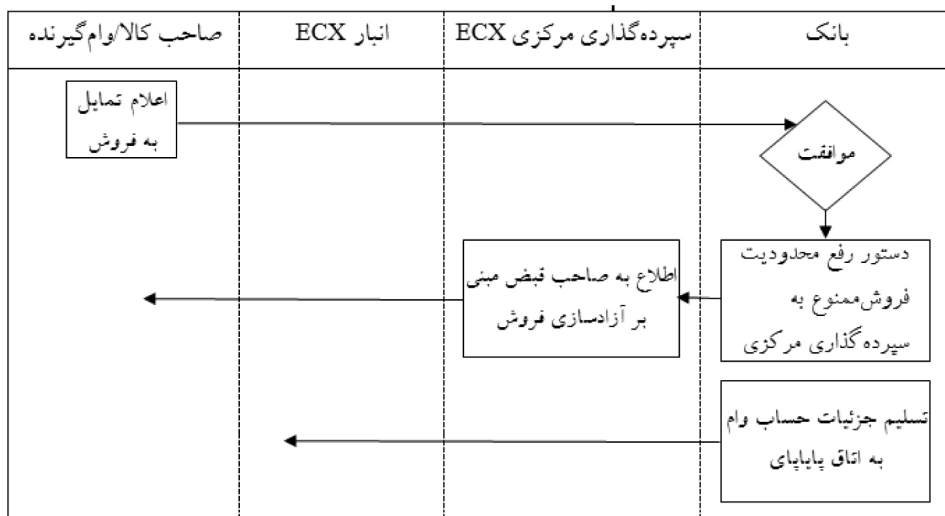 بانک
سپرده‌گذاری مرکزی ECX
انبار ECX
صاحب کالا/وام‌گیرنده
اعلام تمایل
به فروش
موافقت
دستور رفع محدودیت
فروش‌ممنوع به
سپرده‌گذاری مرکزی
اطلاع به صاحب قبض مبنی
بر آزادسازی فروش
تسلیم جزئیات حساب وام
به اتاق پایاپای